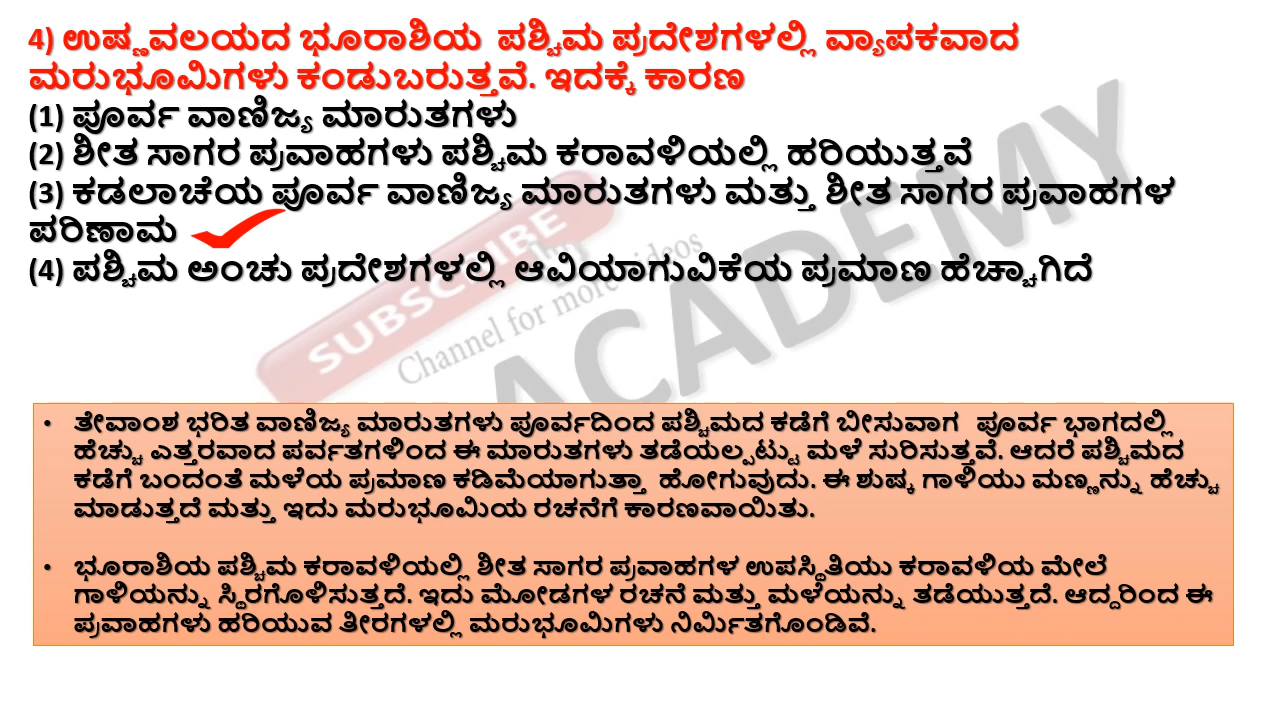 4) ಉಷ್ಣವಲಯದ ಭೂರಾಶಿಯ ಪಶ್ಚಿಮ ಪ್ರದೇಶಗಳಲ್ಲಿ ವ್ಯಾಪಕವಾದ
ಮರುಭೂಮಿಗಳು ಕಂಡುಬರುತ್ತವೆ. ಇದಕ್ಕೆ ಕಾರಣ
(1) ಪೂರ್ವ ವಾಣಿಜ್ಯ ಮಾರುತಗಳು
(2) ಶೀತ ಸಾಗರ ಪ್ರವಾಹಗಳು ಪಶ್ಚಿಮ ಕರಾವಳಿಯಲ್ಲಿ ಹರಿಯುತ್ತವೆ
(3) ಕಡಲಾಚೆಯ ಪೂರ್ವ ವಾಣಿಜ್ಯ ಮಾರುತಗಳು ಮತ್ತು ಶೀತ ಸಾಗರ ಪ್ರವಾಹಗಳ
ಪರಿಣಾಮ
(4) ಪಶ್ಚಿಮ ಅಂಚು ಪ್ರದೇಶಗಳಲ್ಲಿ ಆವಿಯಾಗುವಿಕೆಯ ಪ್ರಮಾಣ ಹೆಚ್ಚಾಗಿದೆ
SUBSCRIBE
Channel for more videos
ACADEMY
• ತೇವಾಂಶ ಭರಿತ ವಾಣಿಜ್ಯ ಮಾರುತಗಳು ಪೂರ್ವದಿಂದ ಪಶ್ಚಿಮದ ಕಡೆಗೆ ಬೀಸುವಾಗ ಪೂರ್ವ ಭಾಗದಲ್ಲಿ
ಹೆಚ್ಚು ಎತ್ತರವಾದ ಪರ್ವತಗಳಿಂದ ಈ ಮಾರುತಗಳು ತಡೆಯಲ್ಪಟ್ಟು ಮಳೆ ಸುರಿಸುತ್ತವೆ. ಆದರೆ ಪಶ್ಚಿಮದ
ಕಡೆಗೆ ಬಂದಂತೆ ಮಳೆಯ ಪ್ರಮಾಣ ಕಡಿಮೆಯಾಗುತ್ತಾ ಹೋಗುವುದು. ಈ ಶುಷ್ಕ ಗಾಳಿಯು ಮಣ್ಣನ್ನು ಹೆಚ್ಚು
ಮಾಡುತ್ತದೆ ಮತ್ತು ಇದು ಮರುಭೂಮಿಯ ರಚನೆಗೆ ಕಾರಣವಾಯಿತು.
• ಭೂರಾಶಿಯ ಪಶ್ಚಿಮ ಕರಾವಳಿಯಲ್ಲಿ ಶೀತ ಸಾಗರ ಪ್ರವಾಹಗಳ ಉಪಸ್ಥಿತಿಯು ಕರಾವಳಿಯ ಮೇಲೆ
ಗಾಳಿಯನ್ನು ಸ್ಥಿರಗೊಳಿಸುತ್ತದೆ. ಇದು ಮೋಡಗಳ ರಚನೆ ಮತ್ತು ಮಳೆಯನ್ನು ತಡೆಯುತ್ತದೆ. ಆದ್ದರಿಂದ ಈ
ಪ್ರವಾಹಗಳು ಹರಿಯುವ ತೀರಗಳಲ್ಲಿ ಮರುಭೂಮಿಗಳು ನಿರ್ಮಿತಗೊಂಡಿವೆ.